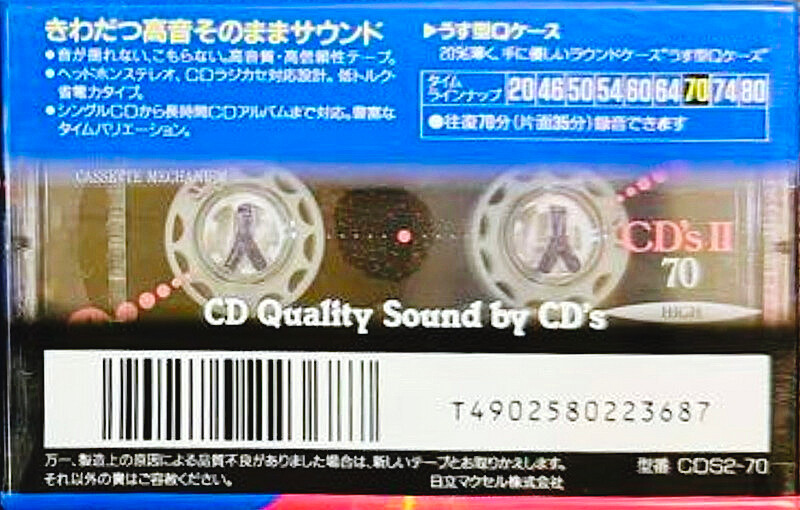 きわだつ高音そのままサウンド
●音が揺れない、こもらない。高音質・高信頼性テープ。
●ヘッドホンステレオ、CDラジカセ対応設計。低トルク・
省電力タイプ。
●シングルCDから長時間CDアルバムまで対応。豊富な
タイムバリエーション。
▶うす型ロケース
20%薄く、手に優しいラウンドケース"うす型ロケース"
タイム
ラインナップ
20 46 50 54 60 64 70 74 80
●往復70分(片面35分)録音できます
CASSETTE MECHANISM
CD's II
70
HIGH
CD Quality Sound by CD's
T4902580223687
万一、製造上の原因による品質不良がありました場合は、新しいテープとお取りかえします。
それ以外の責はご容赦ください。
日立マクセル株式会社
型番 CDS2-70